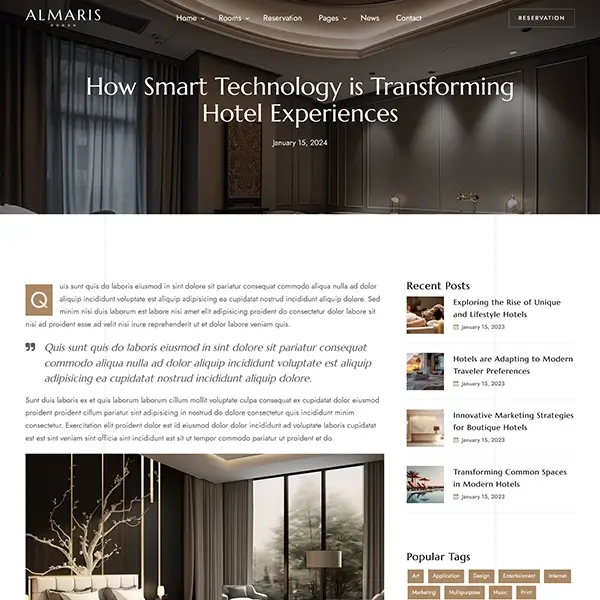 ALMARIS
Home Rooms Reservation Pages News Contact
RESERVATION
How Smart Technology is Transforming
Hotel Experiences
January 15, 2024
Q
uis sunt quis do laboris eiusmod in sint dolore sit pariatur consequat commodo aliqua nulla ad dolor
aliquip incididunt voluptate est aliquip adipisicing ea cupidatat nostrud incididunt aliquip dolore. Sed
minim nisi duis laborum est labore nisi amet elit adipisicing proident do consectetur dolor labore sit
nisi ad proident esse ad velit nisi irure reprehenderit ut et dolor labore veniam quis.
Quis sunt quis do laboris eiusmod in sint dolore sit pariatur consequat
commodo aliqua nulla ad dolor aliquip incididunt voluptate est aliquip
adipisicing ea cupidatat nostrud incididunt aliquip dolore.
Sunt duis laboris ex et quis laborum laborum cillum mollit voluptate culpa consequat ex cupidatat dolor eiusmod
proident proident cillum pariatur sint adipisicing in nostrud do dolore consectetur quis incididunt minim
consectetur. Exercitation elit proident dolor est id eiusmod dolor dolor incididunt ad voluptate laboris cupidatat
est est sint veniam sint officia sint incididunt est sit ut tempor commodo pariatur ut proident et do.
Recent Posts
Exploring the Rise of Unique
and Lifestyle Hotels
January 15, 2023
Hotels are Adapting to Modern
Traveler Preferences
January 15, 2023
Innovative Marketing Strategies
for Boutique Hotels
January 15, 2023
Transforming Common Spaces
in Modern Hotels
January 15, 2023
Popular Tags
Art Application Design Entertainment Internet
Marketing Multipurpose Music Print